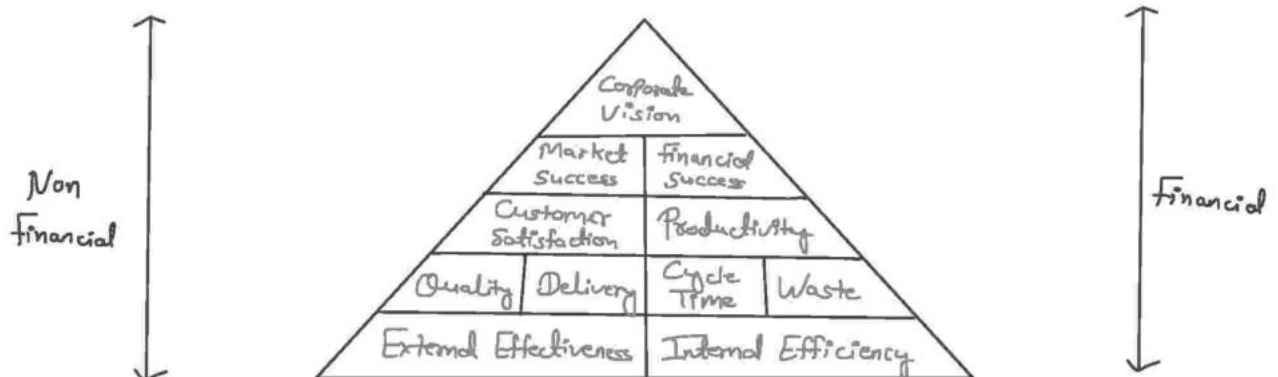 Corporate
Vision
Market
Success
Financial
Success
Non
Financial
Financial
Customer
Satisfaction
Productivity
Quality
Delivery
Cycle
Time
Waste
External Effectiveness
Internal Efficiency